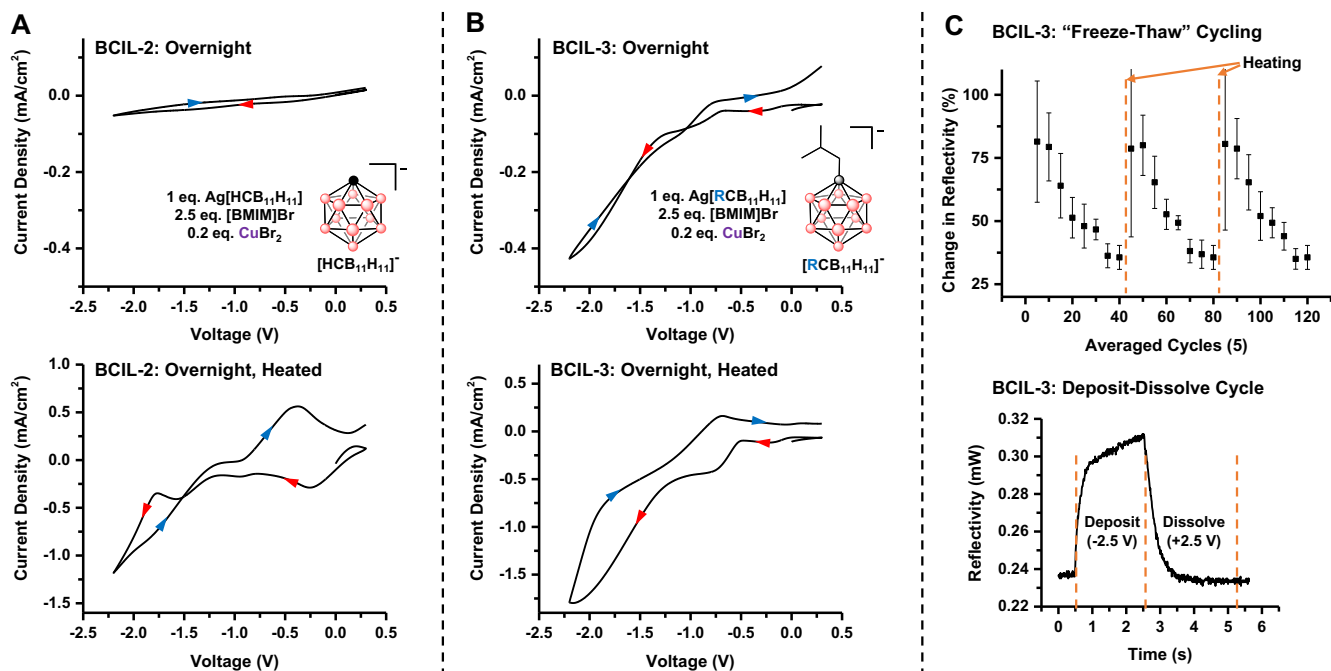 A
BCIL-2: Overnight
Current Density (mA/cm²)
0.0
-0.2
-0.4
1 eq. Ag[HCB₁₁H₁₁]
2.5 eq. [BMIM]Br
0.2 eq. CuBr₂
[HCB₁₁H₁₁]⁻
-2.5 -2.0 -1.5 -1.0 -0.5 0.0 0.5
Voltage (V)
BCIL-2: Overnight, Heated
Current Density (mA/cm²)
1.0
0.5
0.0
-0.5
-1.0
-1.5
-2.5 -2.0 -1.5 -1.0 -0.5 0.0 0.5
Voltage (V)
B
BCIL-3: Overnight
Current Density (mA/cm²)
0.0
-0.2
-0.4
1 eq. Ag[RCB₁₁H₁₁]
2.5 eq. [BMIM]Br
0.2 eq. CuBr₂
[RCB₁₁H₁₁]⁻
-2.5 -2.0 -1.5 -1.0 -0.5 0.0 0.5
Voltage (V)
BCIL-3: Overnight, Heated
Current Density (mA/cm²)
0.5
0.0
-0.5
-1.0
-1.5
-2.5 -2.0 -1.5 -1.0 -0.5 0.0 0.5
Voltage (V)
C
BCIL-3: “Freeze-Thaw” Cycling
Heating
Change in Reflectivity (%)
100
75
50
25
0 20 40 60 80 100 120
Averaged Cycles (5)
BCIL-3: Deposit-Dissolve Cycle
Reflectivity (mW)
0.32
0.30
0.28
0.26
0.24
0.22
Deposit
(-2.5 V)
Dissolve
(+2.5 V)
0 1 2 3 4 5 6
Time (s)